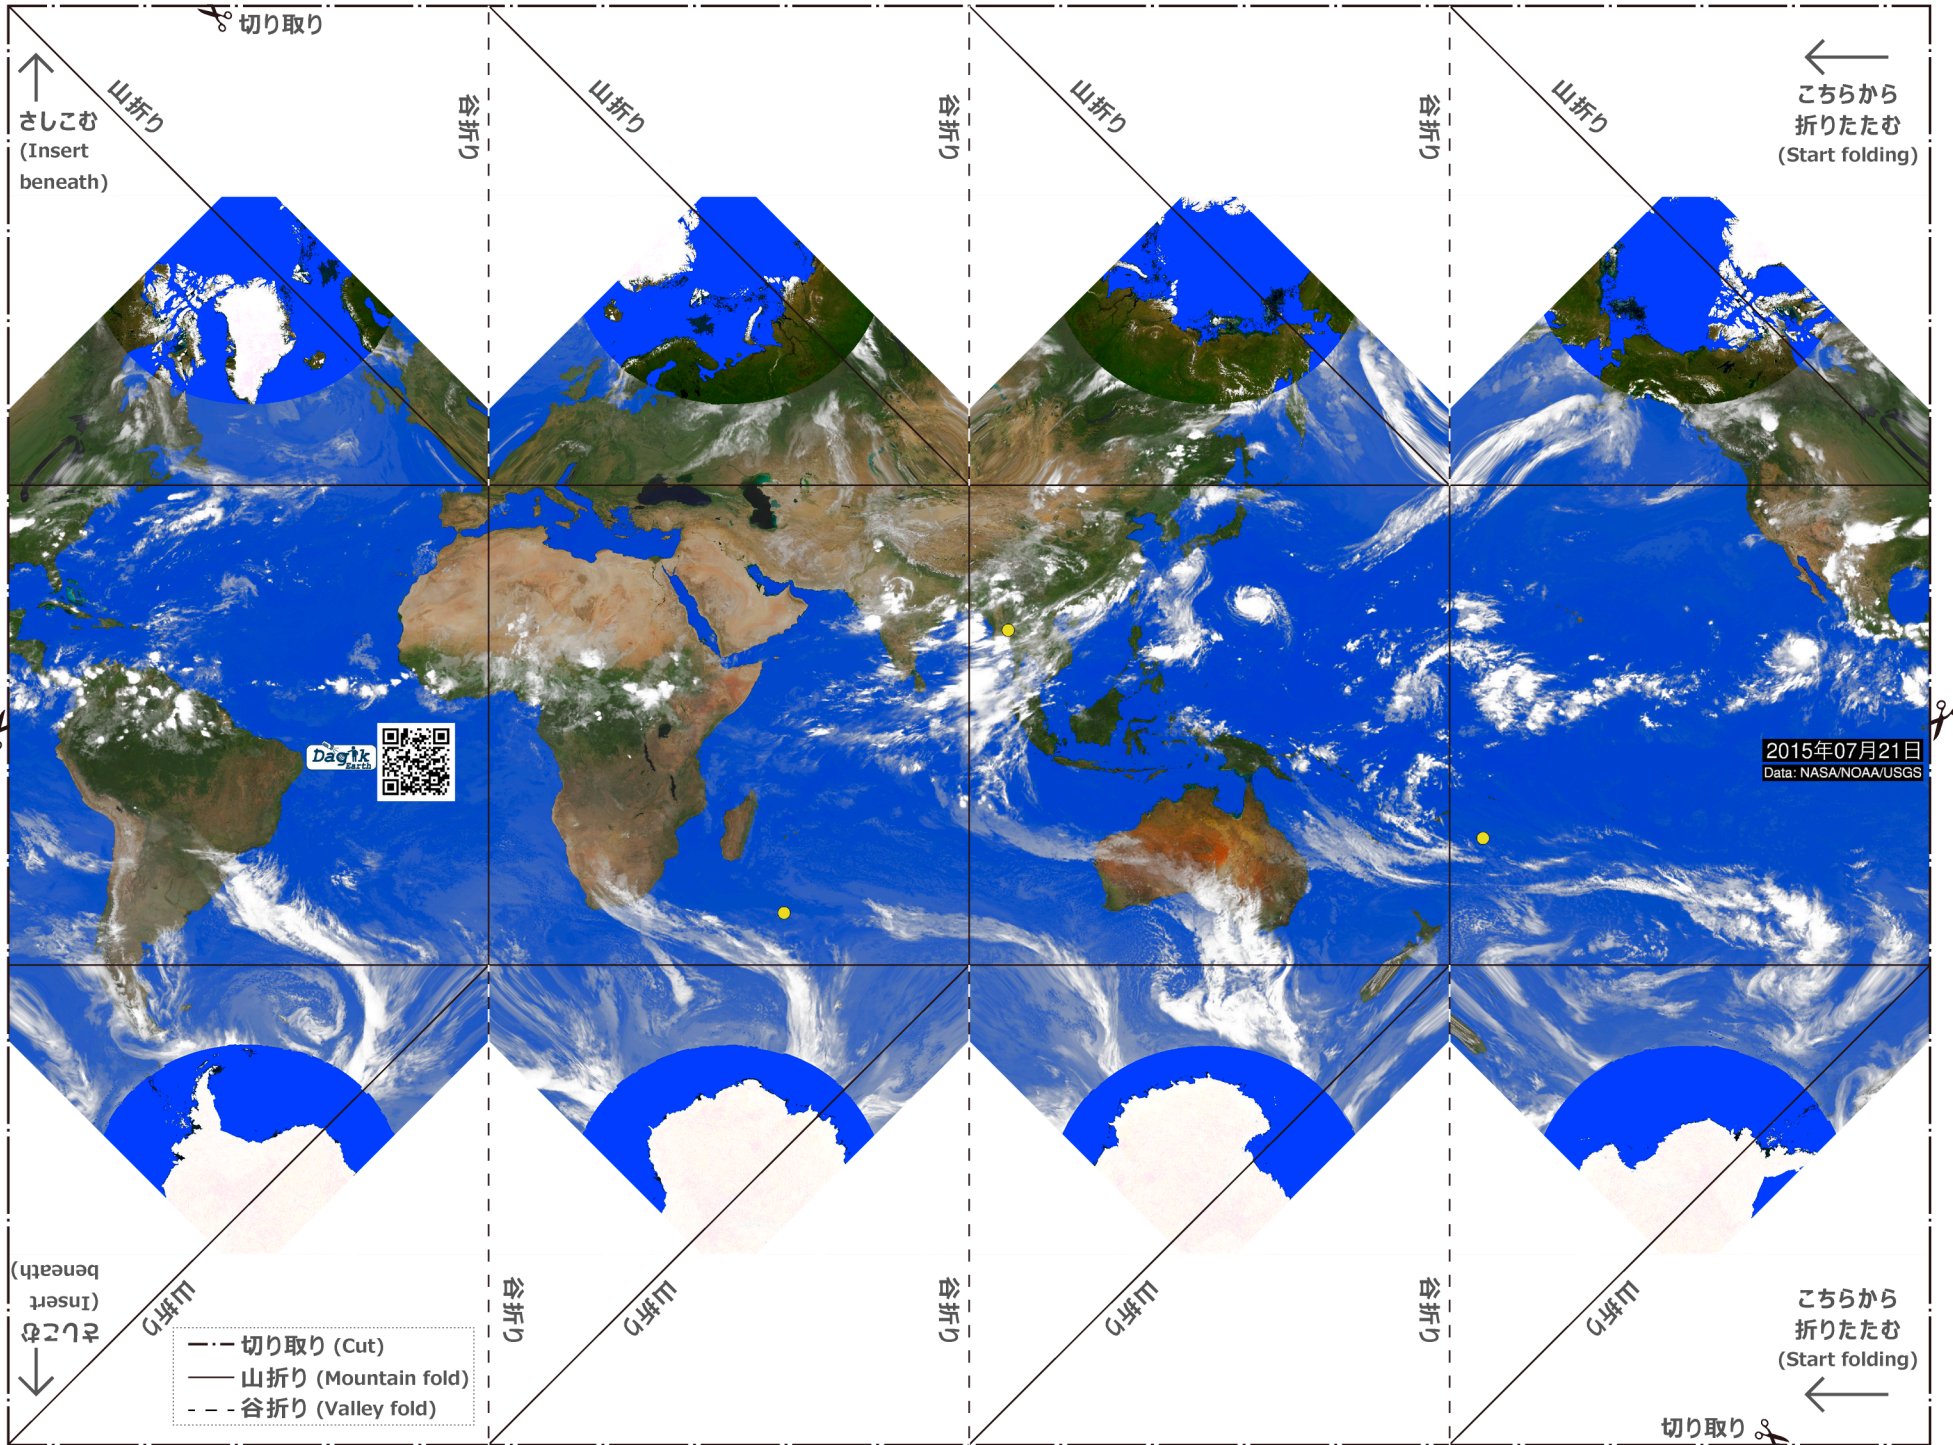 切り取り
さしこむ
(Insert
beneath)
山折り
谷折り
山折り
谷折り
山折り
谷折り
山折り
こちらから
折りたたむ
(Start folding)
Dagik
Earth
2015年07月21日
Data: NASA/NOAA/USGS
さしこむ
(Insert
beneath)
山折り
谷折り
山折り
谷折り
山折り
谷折り
山折り
こちらから
折りたたむ
(Start folding)
切り取り (Cut)
山折り (Mountain fold)
谷折り (Valley fold)
切り取り